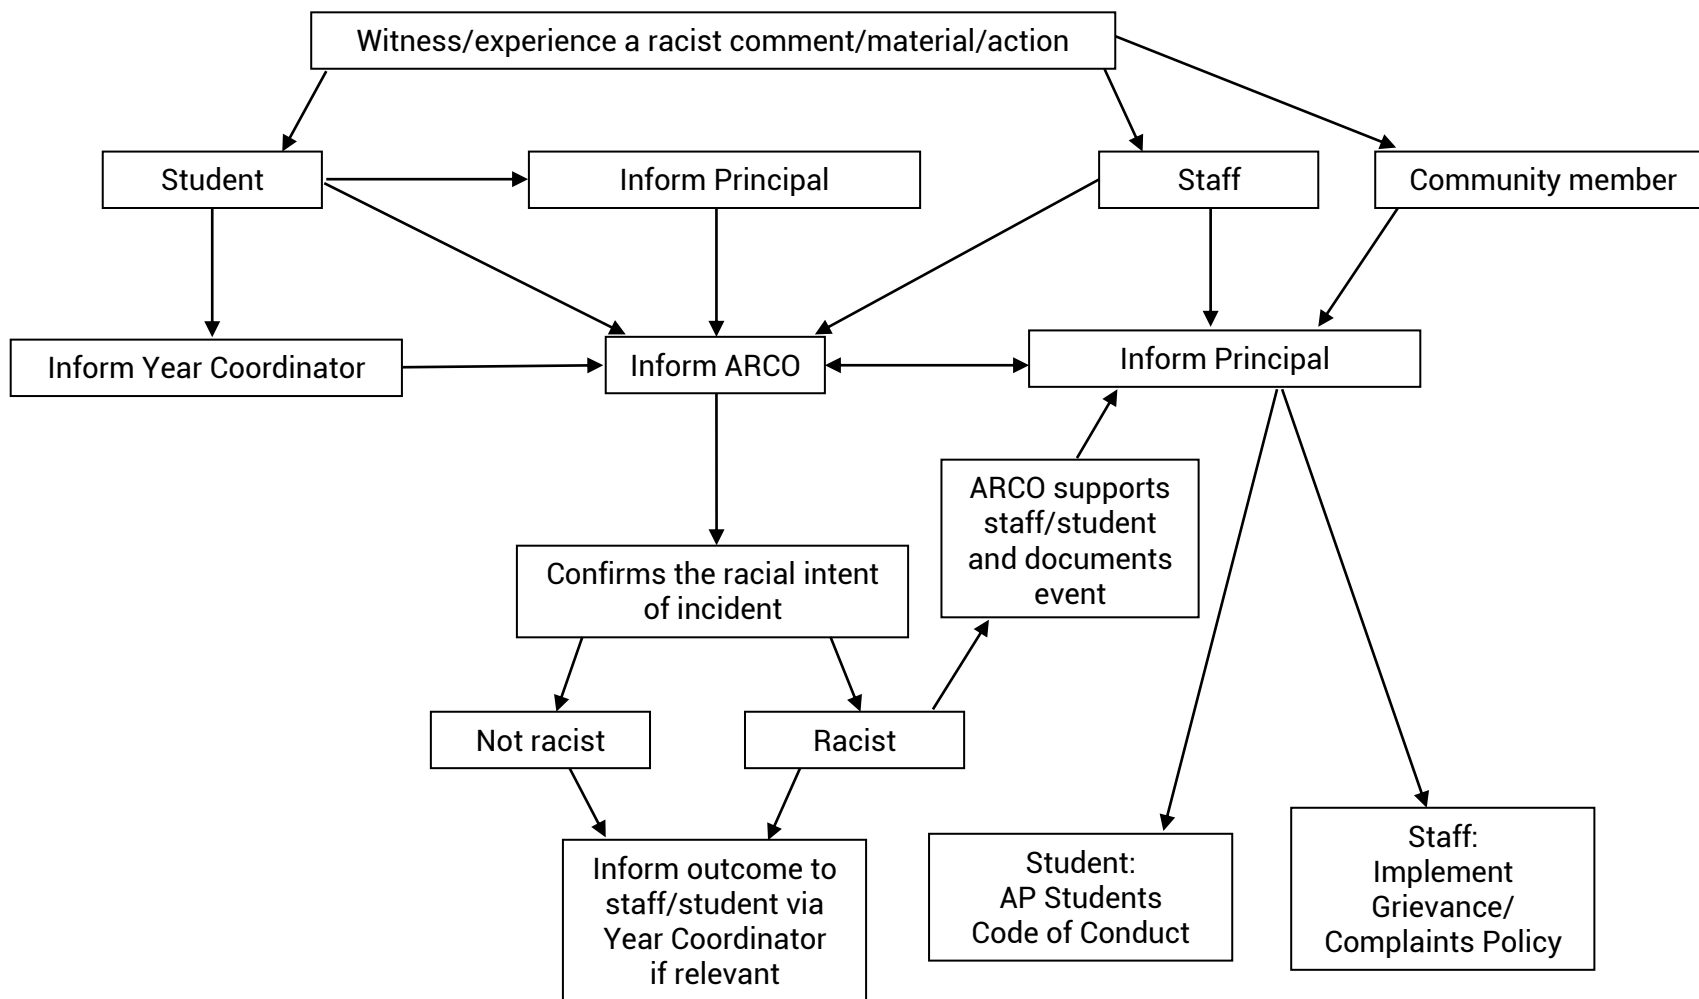 Witness/experience a racist comment/material/action
Student
Inform Principal
Staff
Community member
Inform Year Coordinator
Inform ARCO
Inform Principal
ARCO supports
staff/student
and documents
event
Confirms the racial intent
of incident
Not racist
Racist
Inform outcome to
staff/student via
Year Coordinator
if relevant
Student:
AP Students
Code of Conduct
Staff:
Implement
Grievance/
Complaints Policy